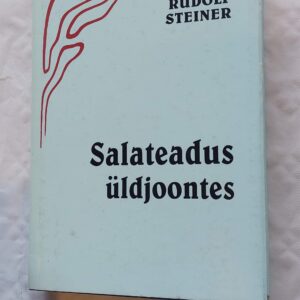 RUDOLF
STEINER
Salateadus
üldjoontes